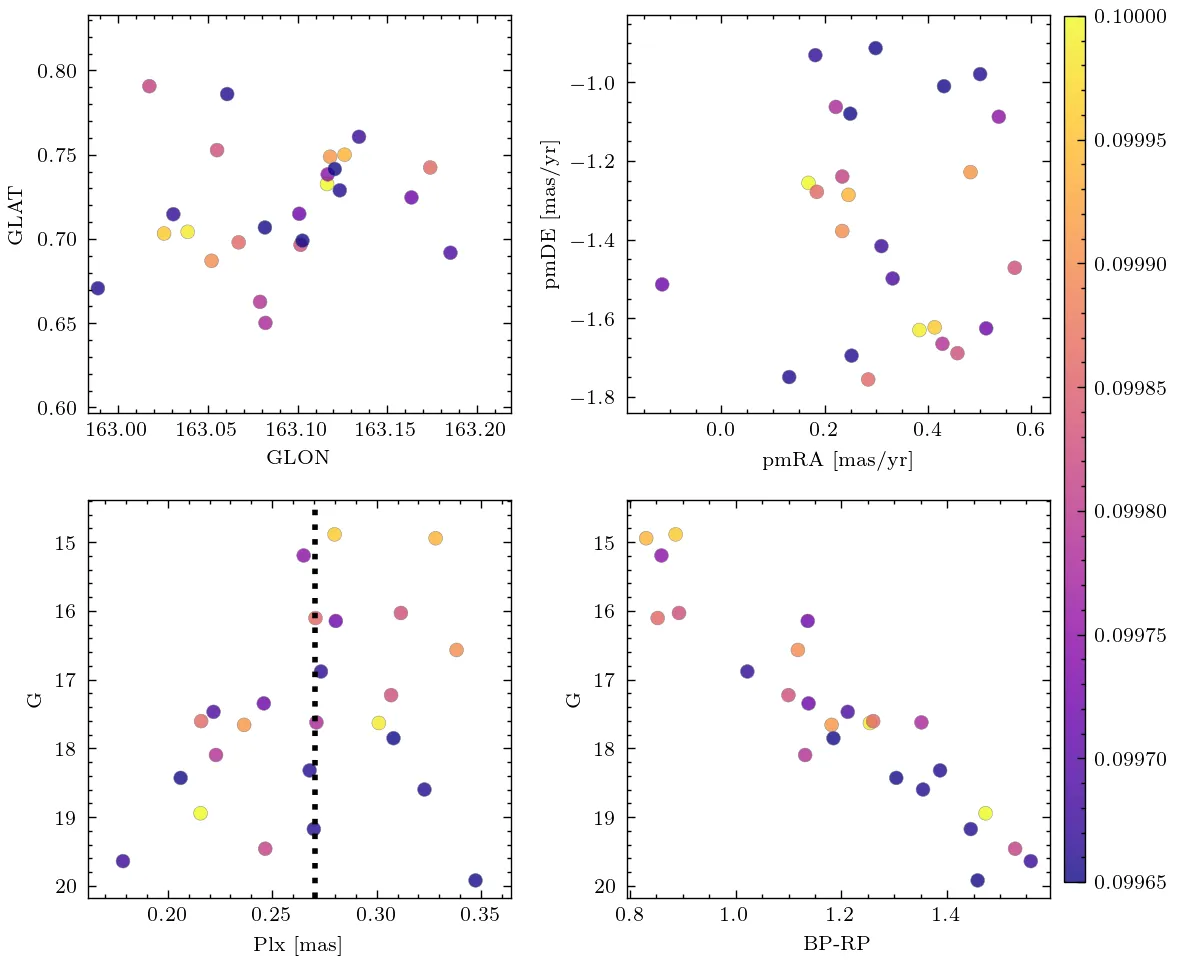 0.80
0.75
0.70
0.65
0.60
GLAT
163.00 163.05 163.10 163.15 163.20
GLON
−1.0
−1.2
−1.4
−1.6
−1.8
pmDE [mas/yr]
0.0 0.2 0.4 0.6
pmRA [mas/yr]
15
16
17
18
19
20
G
0.20 0.25 0.30 0.35
Plx [mas]
15
16
17
18
19
20
G
0.8 1.0 1.2 1.4
BP-RP
0.10000
0.09995
0.09990
0.09985
0.09980
0.09975
0.09970
0.09965